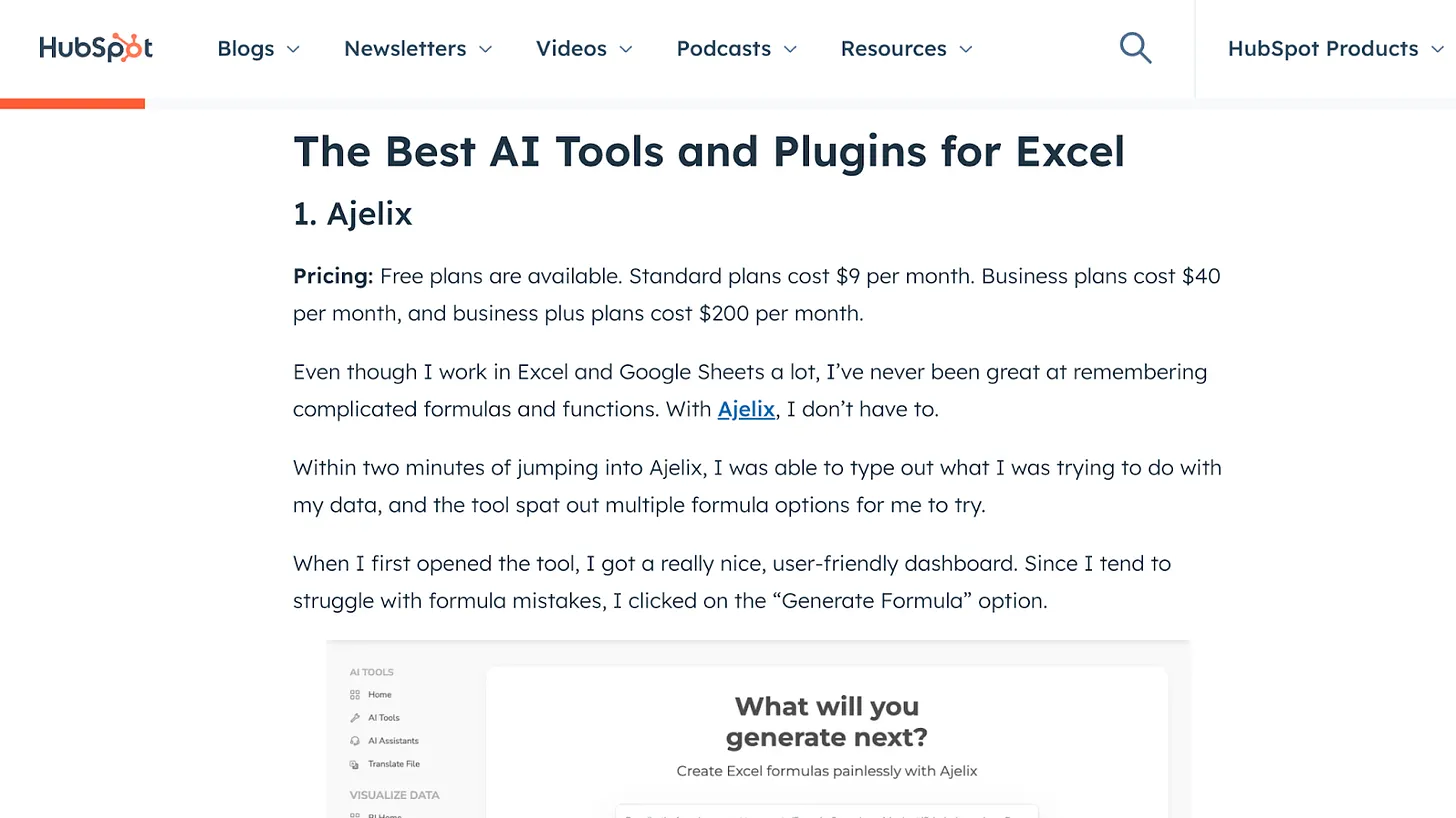 HubSpot Blogs Newsletters Videos Podcasts Resources HubSpot Products
The Best AI Tools and Plugins for Excel
1. Ajelix
Pricing: Free plans are available. Standard plans cost $9 per month. Business plans cost $40
per month, and business plus plans cost $200 per month.
Even though I work in Excel and Google Sheets a lot, I’ve never been great at remembering
complicated formulas and functions. With Ajelix, I don’t have to.
Within two minutes of jumping into Ajelix, I was able to type out what I was trying to do with
my data, and the tool spat out multiple formula options for me to try.
When I first opened the tool, I got a really nice, user-friendly dashboard. Since I tend to
struggle with formula mistakes, I clicked on the “Generate Formula” option.
AI TOOLS
Home
AI Tools
AI Assistants
Translate File
VISUALIZE DATA
BI Home
What will you
generate next?
Create Excel formulas painlessly with Ajelix